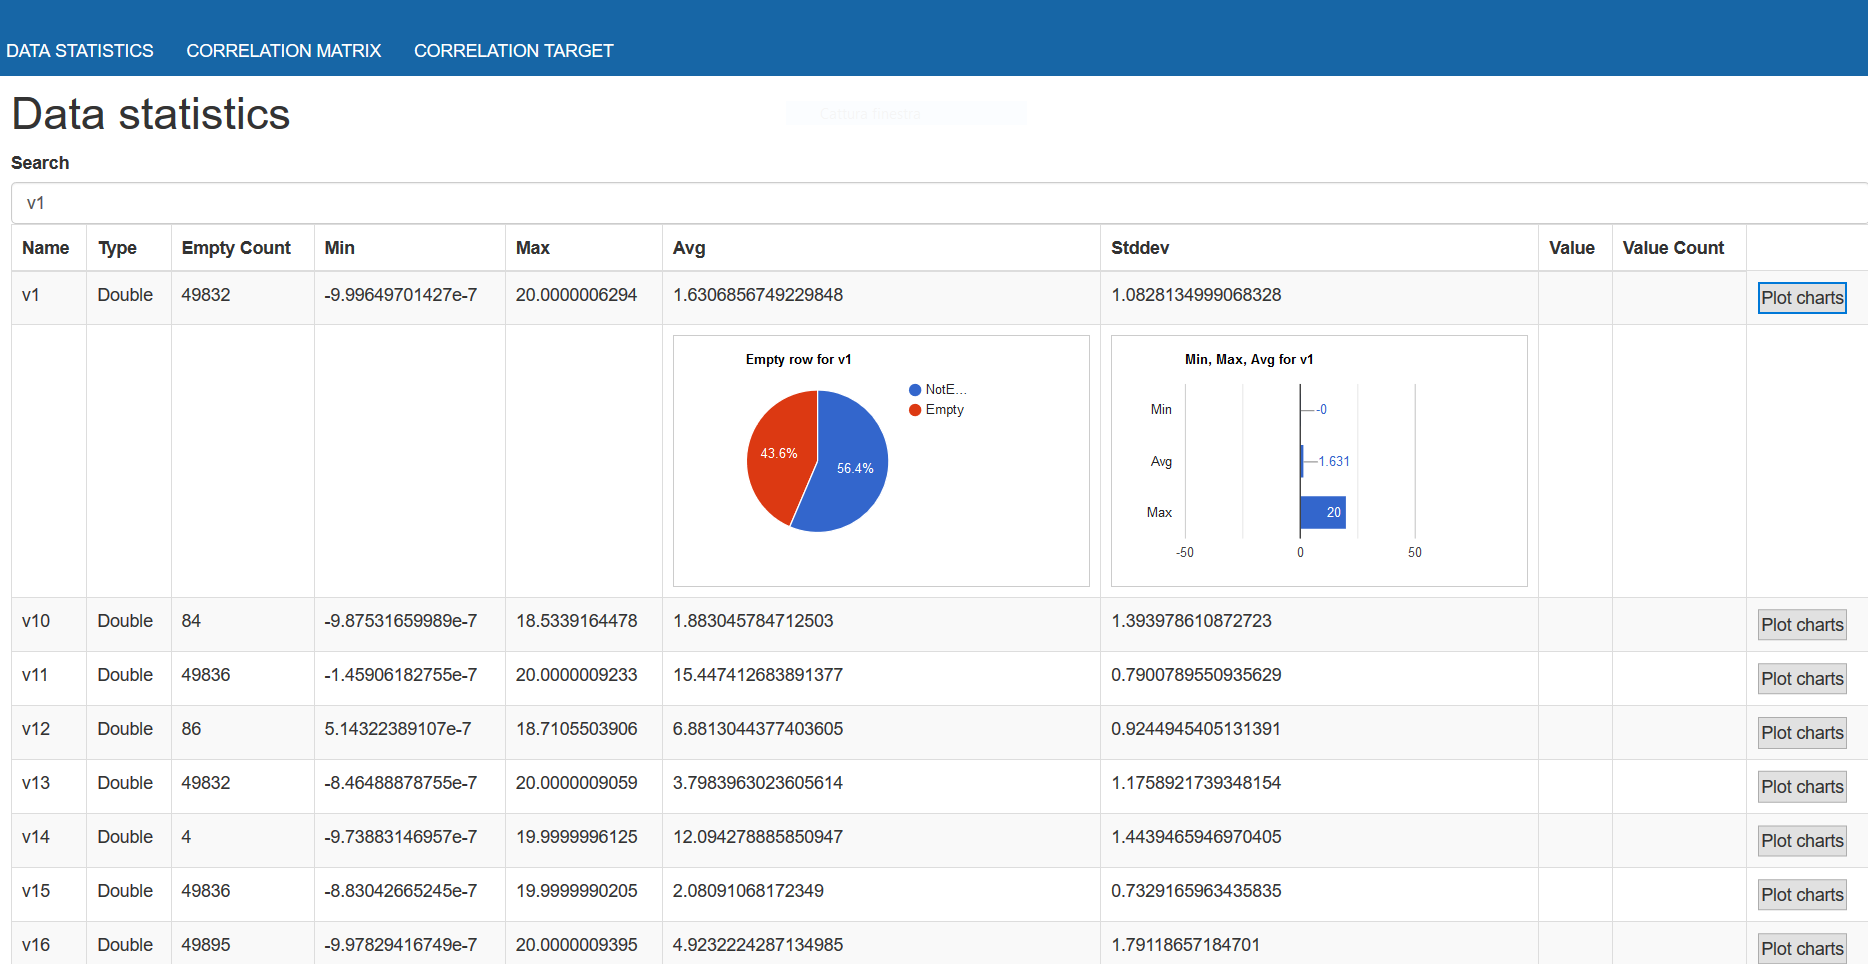 DATA STATISTICS CORRELATION MATRIX CORRELATION TARGET
Data statistics
Cattura finestra
Search
v1
Name Type Empty Count Min Max Avg Stddev Value Value Count
v1 Double 49832 -9.99649701427e-7 20.0000006294 1.6306856749229848 1.0828134999068328 Plot charts
Empty row for v1
NotE...
Empty
43.6%
56.4%
Min, Max, Avg for v1
Min -0
Avg 1.631
Max 20
-50 0 50
v10 Double 84 -9.87531659989e-7 18.5339164478 1.883045784712503 1.393978610872723 Plot charts
v11 Double 49836 -1.45906182755e-7 20.0000009233 15.447412683891377 0.7900789550935629 Plot charts
v12 Double 86 5.14322389107e-7 18.7105503906 6.8813044377403605 0.9244945405131391 Plot charts
v13 Double 49832 -8.46488878755e-7 20.0000009059 3.7983963023605614 1.1758921739348154 Plot charts
v14 Double 4 -9.73883146957e-7 19.9999996125 12.094278885850947 1.4439465946970405 Plot charts
v15 Double 49836 -8.83042665245e-7 19.9999990205 2.08091068172349 0.7329165963435835 Plot charts
v16 Double 49895 -9.97829416749e-7 20.0000009395 4.9232224287134985 1.79118657184701 Plot charts